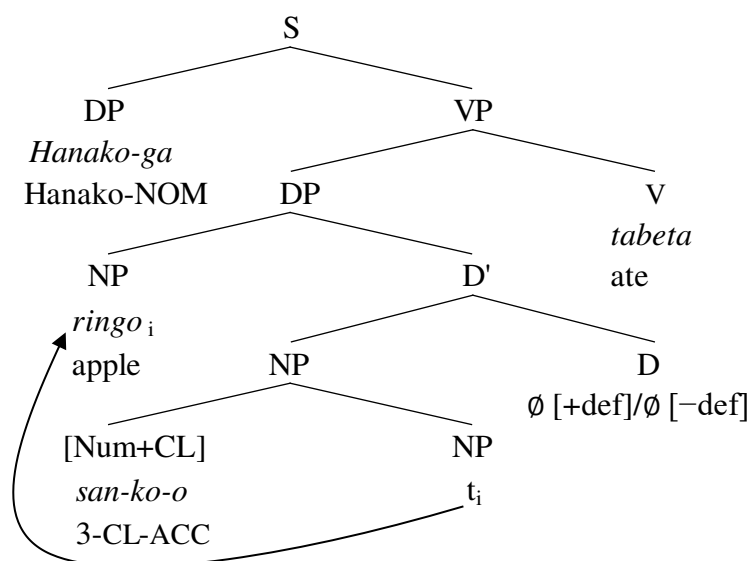 S
DP VP
Hanako-ga
Hanako-NOM DP V
tabeta
NP D' ate
ringo i
apple NP D
∅ [+def]/∅ [−def]
[Num+CL] NP
san-ko-o ti
3-CL-ACC